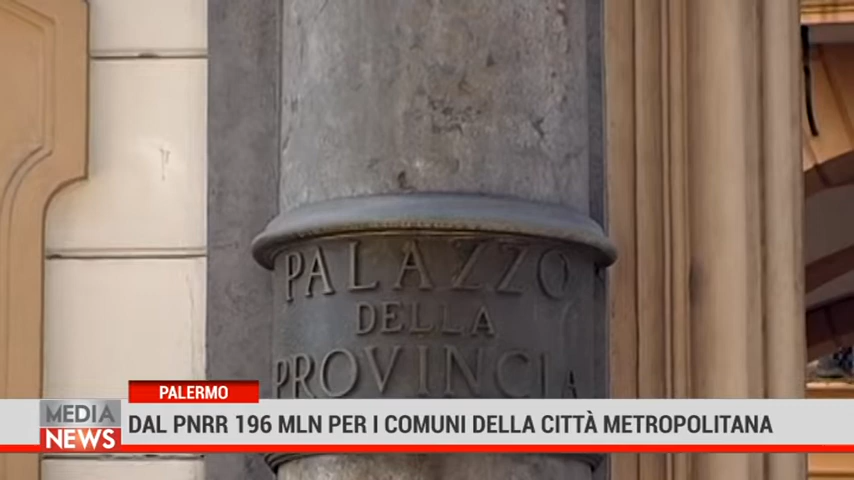 PALAZZO
DELLA
PROVINCIA
PALERMO
MEDIA
NEWS
DAL PNRR 196 MLN PER I COMUNI DELLA CITTÀ METROPOLITANA